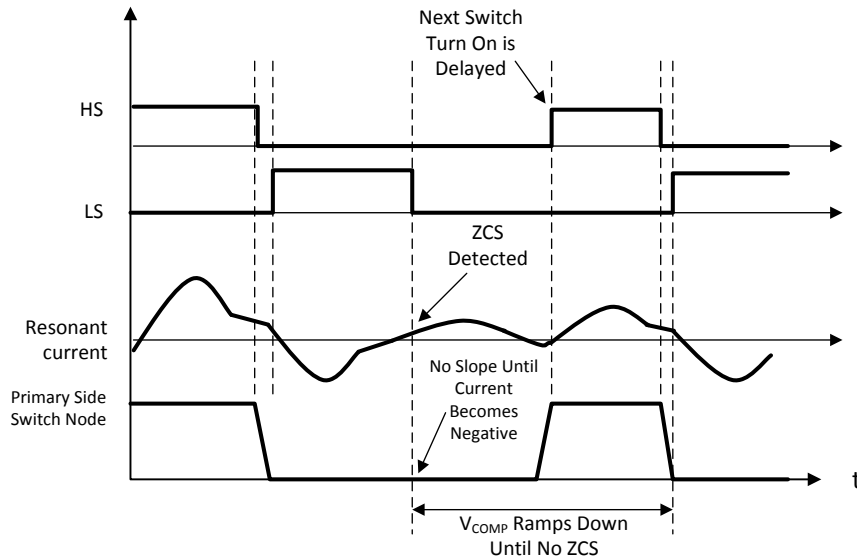 Next Switch
Turn On is
Delayed
HS
LS
ZCS
Detected
Resonant
current
No Slope Until
Current
Becomes
Negative
Primary Side
Switch Node
t
VCOMP Ramps Down
Until No ZCS